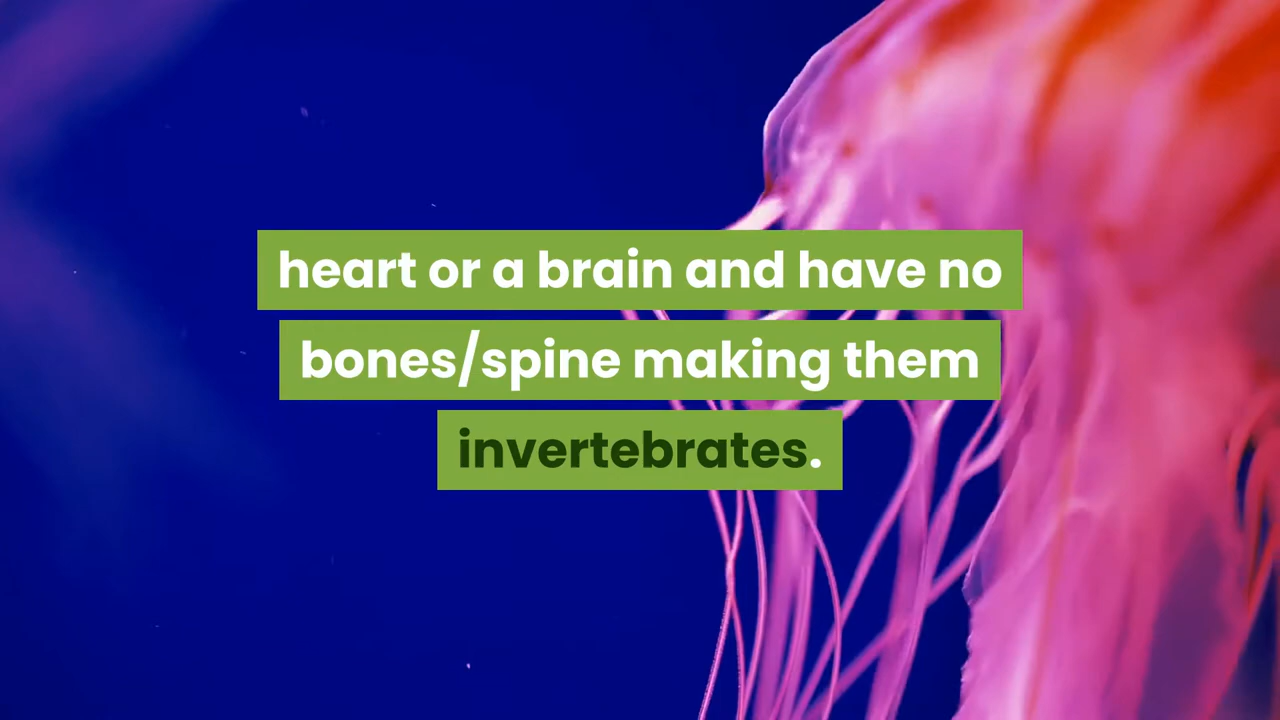 heart or a brain and have no
bones/spine making them
invertebrates.